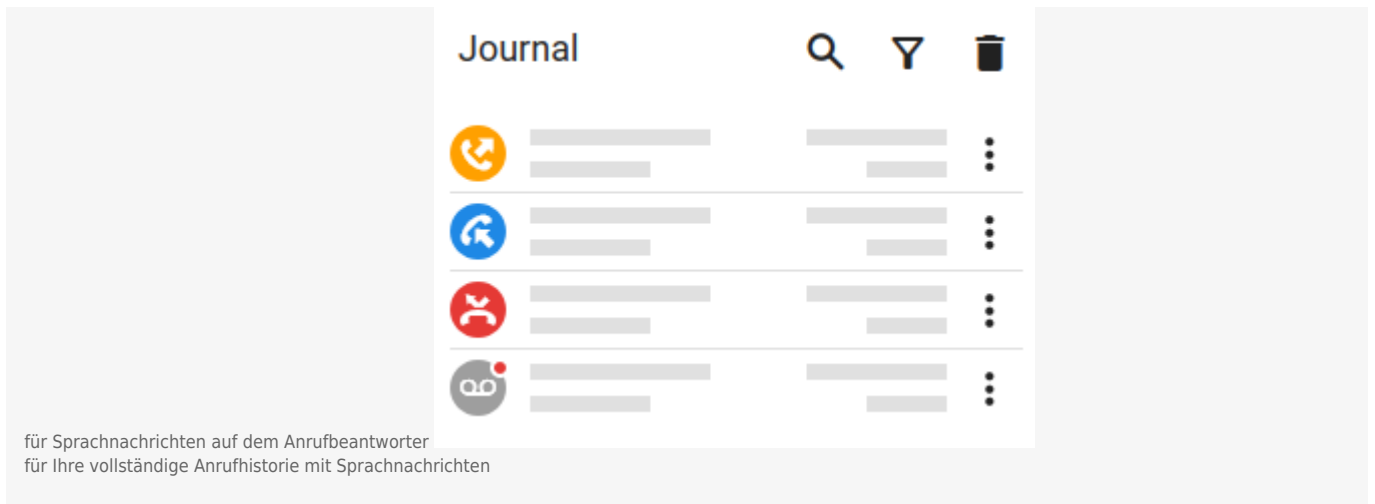 Journal
für Sprachnachrichten auf dem Anrufbeantworter
für Ihre vollständige Anrufhistorie mit Sprachnachrichten